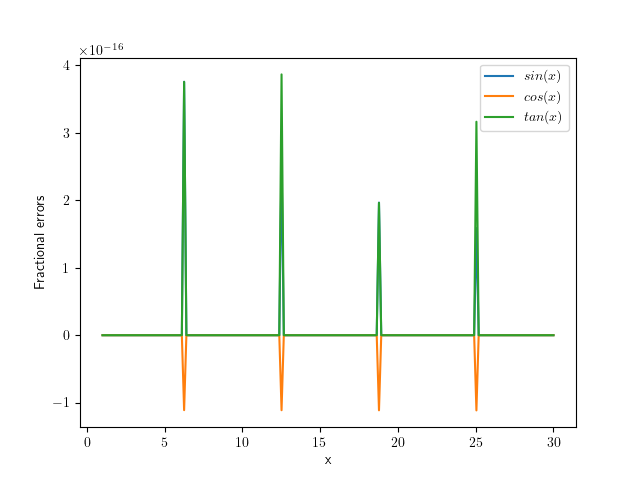 ×10⁻¹⁶
4
3
2
1
0
−1
Fractional errors
sin(x)
cos(x)
tan(x)
0 5 10 15 20 25 30
x